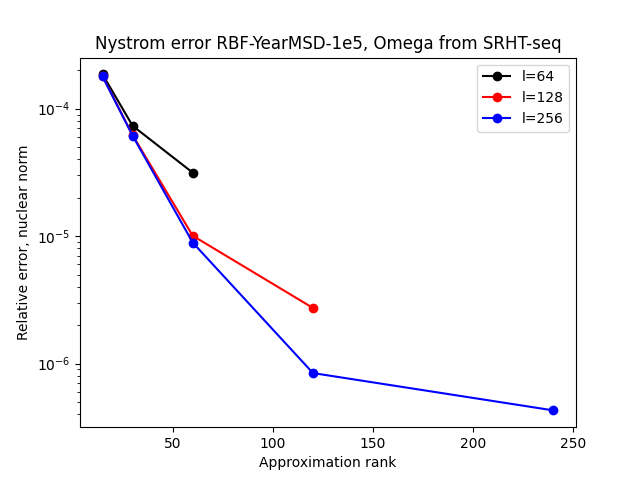 Nystrom error RBF-YearMSD-1e5, Omega from SRHT-seq
l=64
l=128
l=256
Relative error, nuclear norm
10⁻⁴
10⁻⁵
10⁻⁶
50
100
150
200
250
Approximation rank